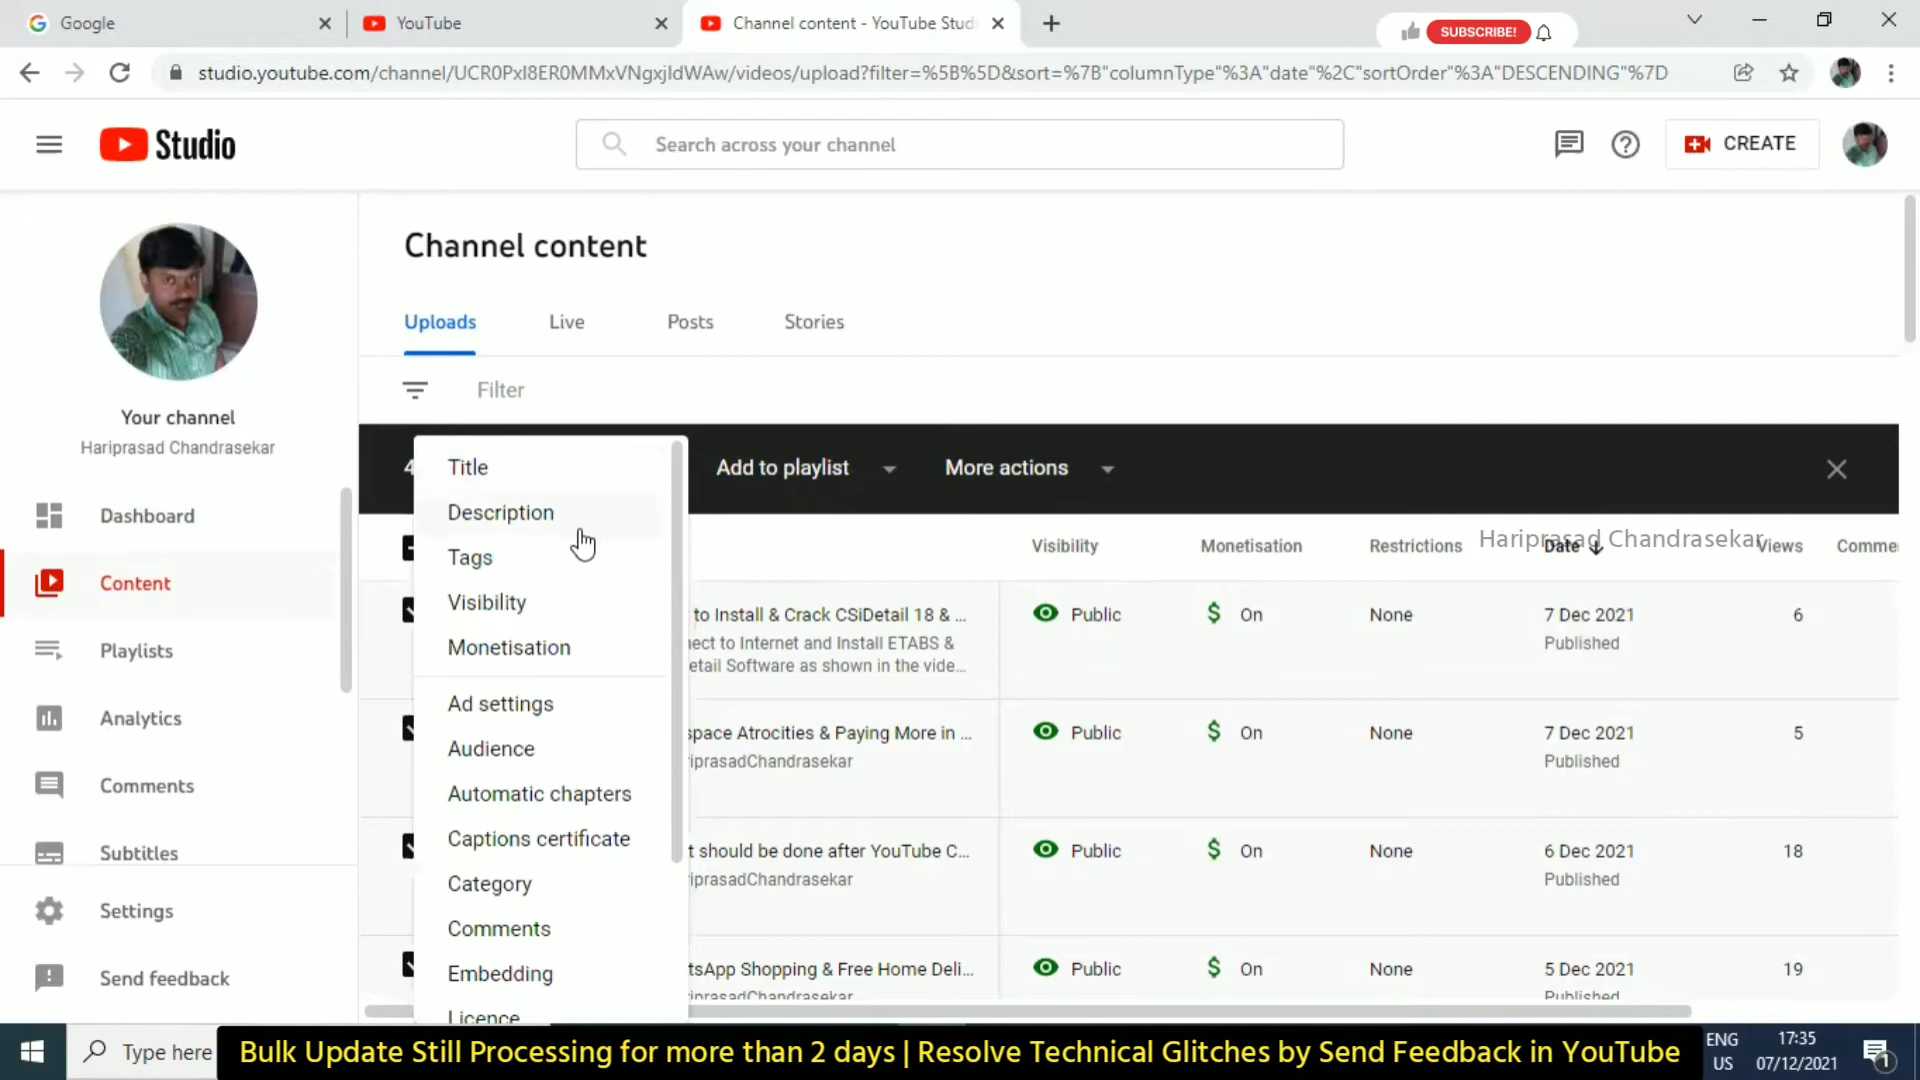 Google
YouTube
Channel content - YouTube Stud
SUBSCRIBE!
studio.youtube.com/channel/UCR0PxI8ER0MMxVNgxjIdWAw/videos/upload?filter=%5B%5D&sort=%7B"columnType"%3A"date"%2C"sortOrder"%3A"DESCENDING"%7D
Studio
Search across your channel
CREATE
Channel content
Uploads Live Posts Stories
Filter
Your channel
Hariprasad Chandrasekar
Dashboard
Content
Playlists
Analytics
Comments
Subtitles
Settings
Send feedback
4
Add to playlist
More actions
Title
Description
Tags
Visibility
Monetisation
Ad settings
Audience
Automatic chapters
Captions certificate
Category
Comments
Embedding
Licence
Visibility Monetisation Restrictions Date Views Comme
Hariprasad Chandrasekar
to Install & Crack CSiDetail 18 & ... Public On None 7 Dec 2021 6
nect to Internet and Install ETABS & Published
etail Software as shown in the vide...
space Atrocities & Paying More in ... Public On None 7 Dec 2021 5
riprasadChandrasekar Published
t should be done after YouTube C... Public On None 6 Dec 2021 18
riprasadChandrasekar Published
tsApp Shopping & Free Home Deli... Public On None 5 Dec 2021 19
riprasadChandrasekar Published
Type here
Bulk Update Still Processing for more than 2 days | Resolve Technical Glitches by Send Feedback in YouTube
ENG
US
17:35
07/12/2021
1